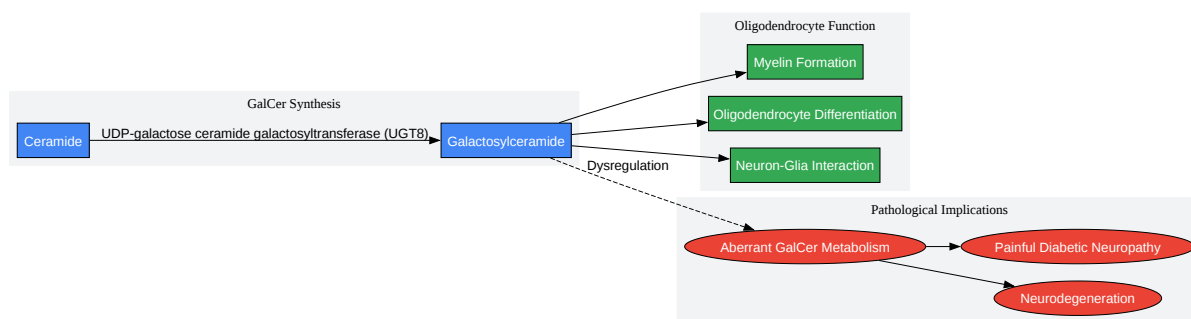 GalCer Synthesis
Ceramide
UDP-galactose ceramide galactosyltransferase (UGT8)
Galactosylceramide
Oligodendrocyte Function
Myelin Formation
Oligodendrocyte Differentiation
Neuron-Glia Interaction
Dysregulation
Pathological Implications
Aberrant GalCer Metabolism
Painful Diabetic Neuropathy
Neurodegeneration